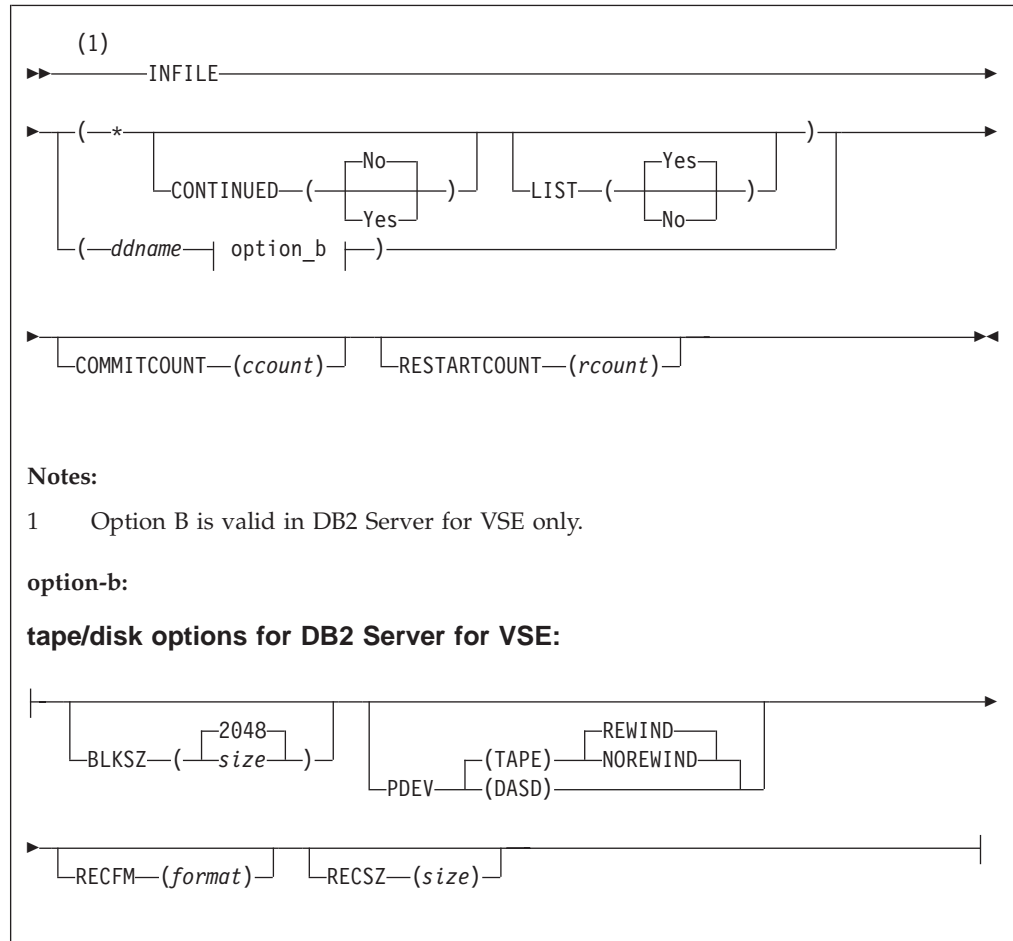 (1)
INFILE
( * CONTINUED ( No Yes ) LIST ( Yes No ) )
( ddname option_b )
COMMITCOUNT (ccount) RESTARTCOUNT (rcount)
Notes:
1 Option B is valid in DB2 Server for VSE only.
option-b:
tape/disk options for DB2 Server for VSE:
BLKSZ ( 2048 size ) PDEV (TAPE) REWIND NOREWIND (DASD)
RECFM (format) RECSZ (size)